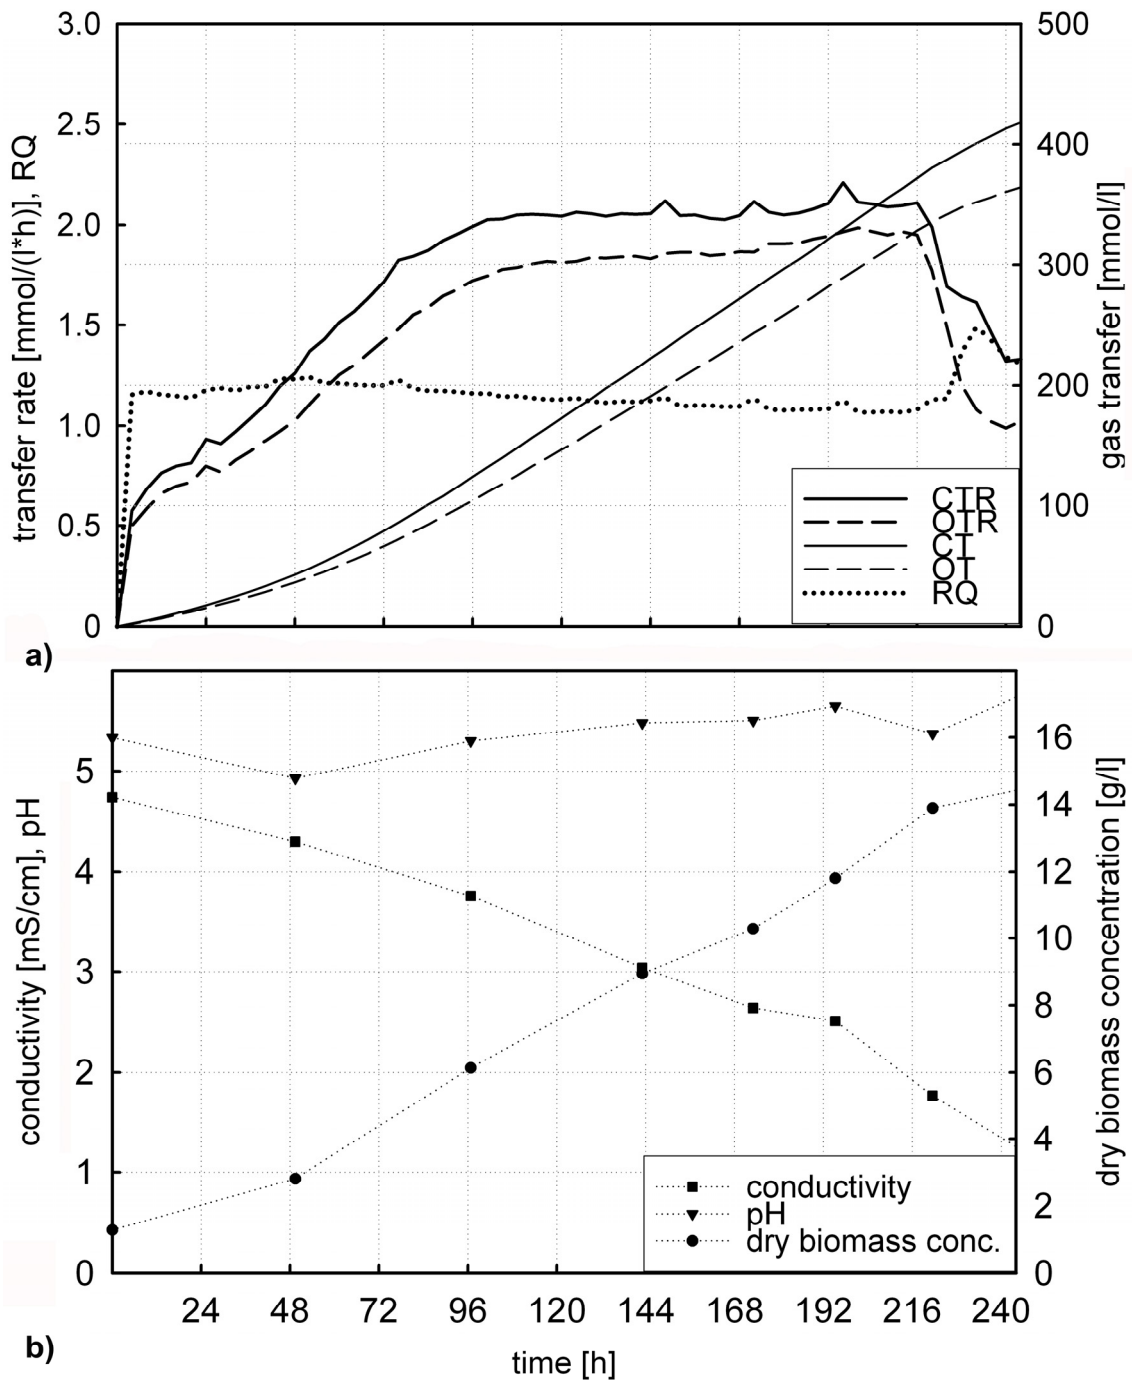 3.0
2.5
2.0
1.5
1.0
0.5
0
transfer rate [mmol/(l*h)], RQ
500
400
300
200
100
0
gas transfer [mmol/l]
CTR
OTR
CT
OT
RQ
a)
5
4
3
2
1
0
conductivity [mS/cm], pH
16
14
12
10
8
6
4
2
0
dry biomass concentration [g/l]
conductivity
pH
dry biomass conc.
24 48 72 96 120 144 168 192 216 240
b)
time [h]